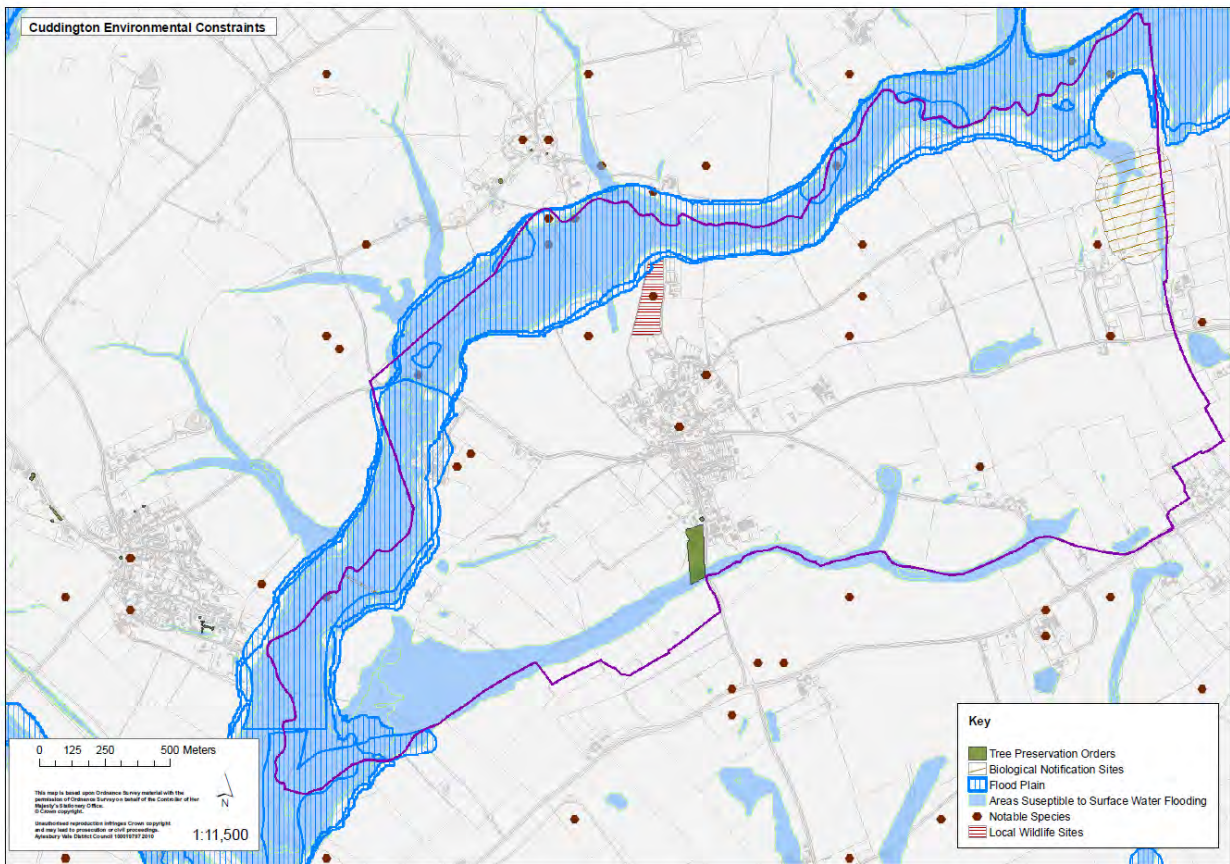 Cuddington Environmental Constraints
0 125 250 500 Meters
This map is based upon Ordnance Survey material with the
permission of Ordnance Survey on behalf of the Controller of Her
Majesty's Stationery Office.
© Crown copyright.
Unauthorised reproduction infringes Crown copyright
and may lead to prosecution or civil proceedings.
Aylesbury Vale District Council 100019797 2010
N
1:11,500
Key
Tree Preservation Orders
Biological Notification Sites
Flood Plain
Areas Suseptible to Surface Water Flooding
Notable Species
Local Wildlife Sites